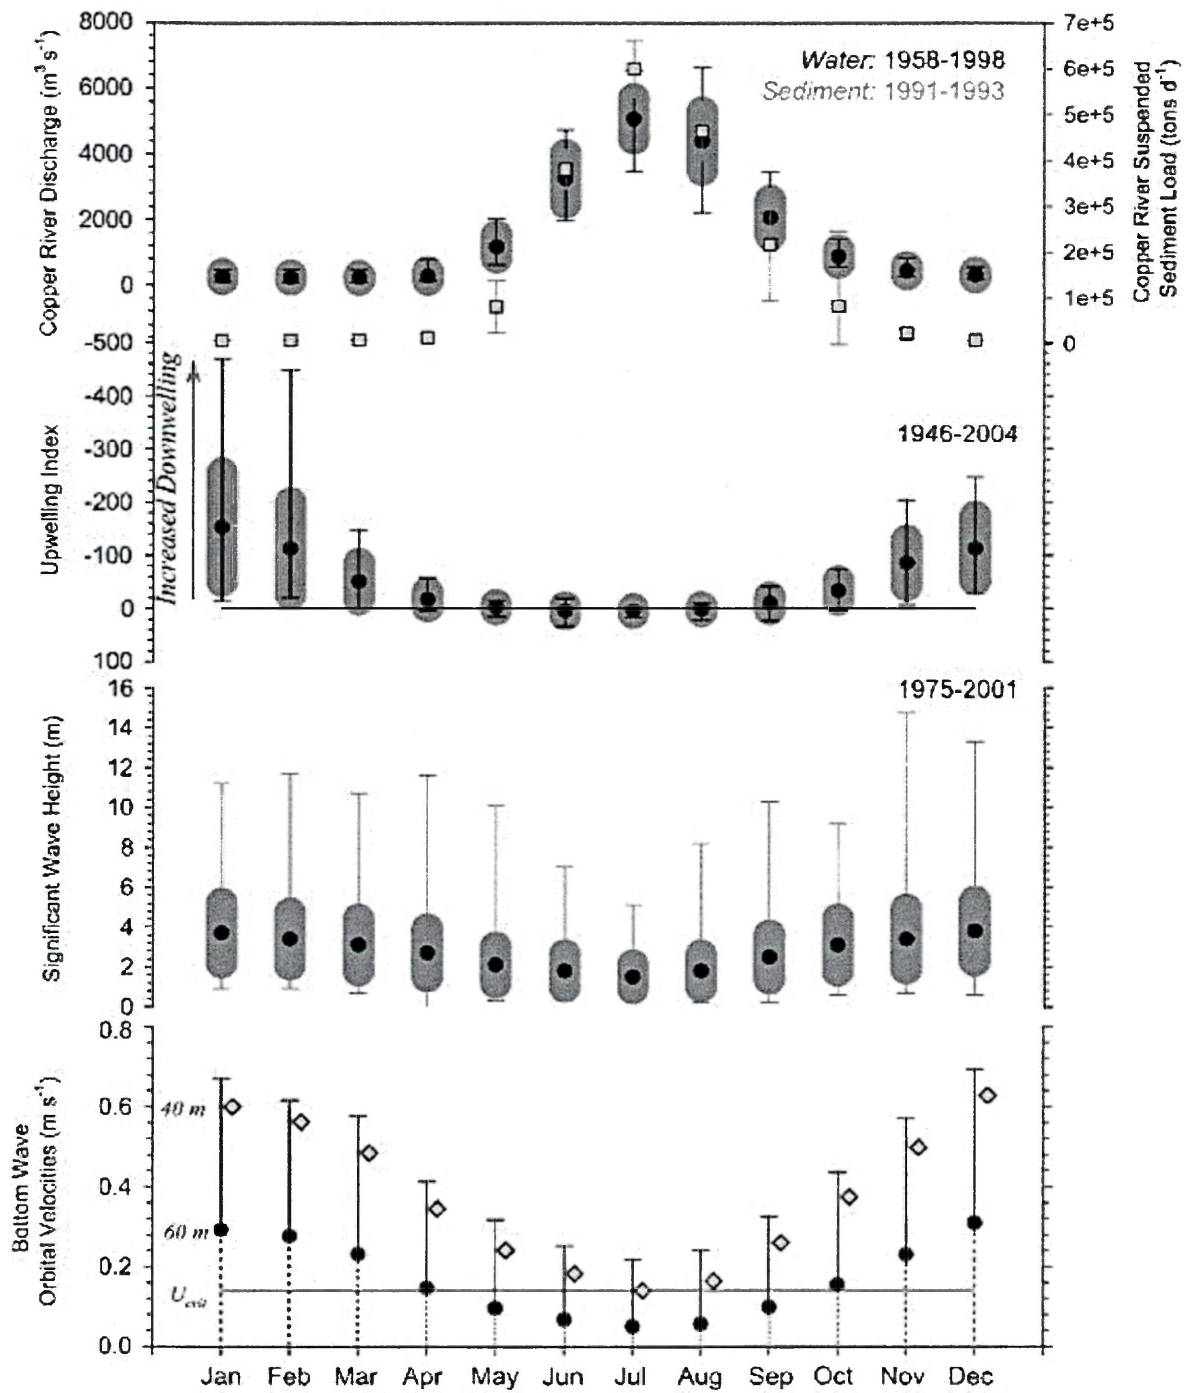 8000
6000
4000
2000
0
Copper River Discharge (m³ s⁻¹)
7e+5
6e+5
5e+5
4e+5
3e+5
2e+5
1e+5
0
Copper River Suspended
Sediment Load (tons d⁻¹)
Water: 1958-1998
Sediment: 1991-1993
-500
-400
-300
-200
-100
0
100
Upwelling Index
Increased Downwelling
1946-2004
16
14
12
10
8
6
4
2
0
Significant Wave Height (m)
1975-2001
0.8
0.6
0.4
0.2
0.0
Bottom Wave
Orbital Velocities (m s⁻¹)
40 m
60 m
U crit
Jan Feb Mar Apr May Jun Jul Aug Sep Oct Nov Dec